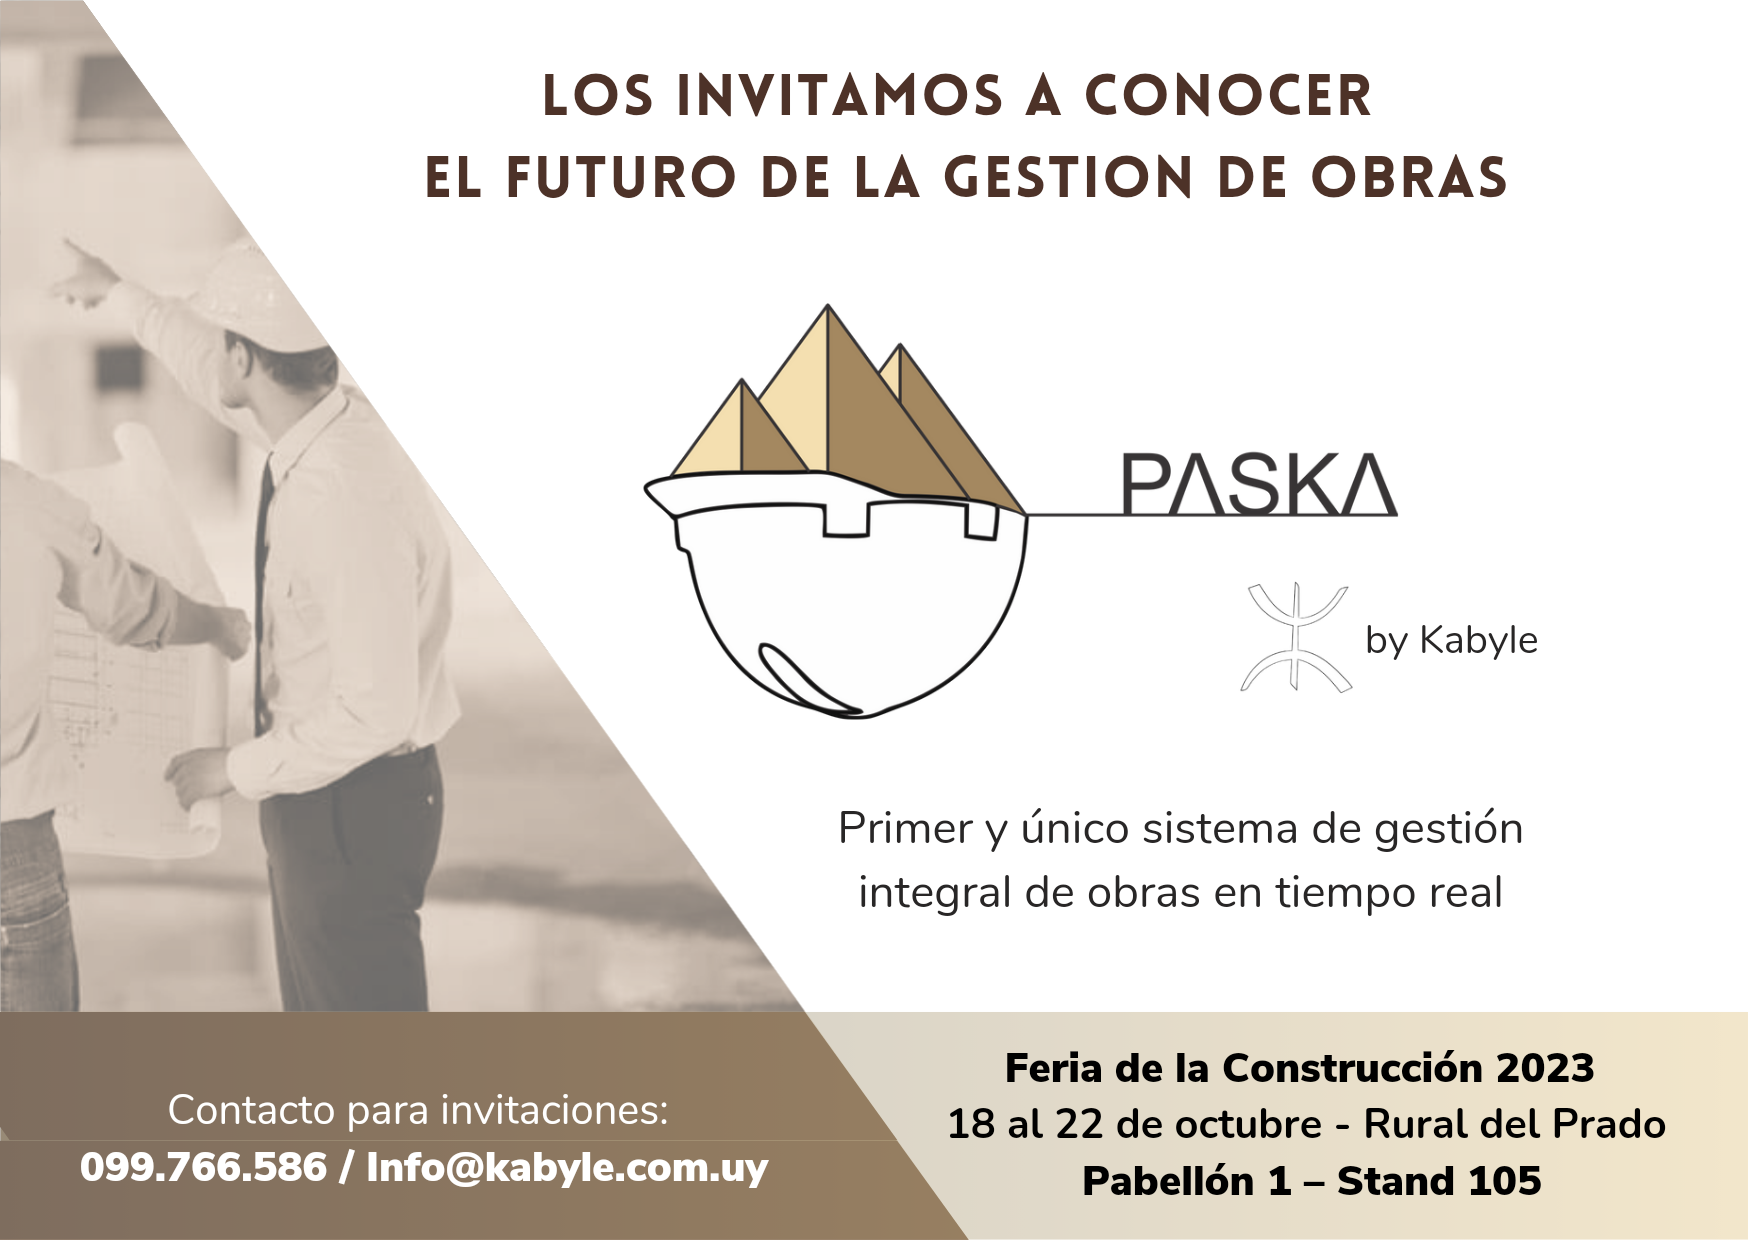 LOS INVITAMOS A CONOCER
EL FUTURO DE LA GESTION DE OBRAS
PASKA
by Kabyle
Primer y único sistema de gestión
integral de obras en tiempo real
Contacto para invitaciones:
099.766.586 / Info@kabyle.com.uy
Feria de la Construcción 2023
18 al 22 de octubre - Rural del Prado
Pabellón 1 – Stand 105